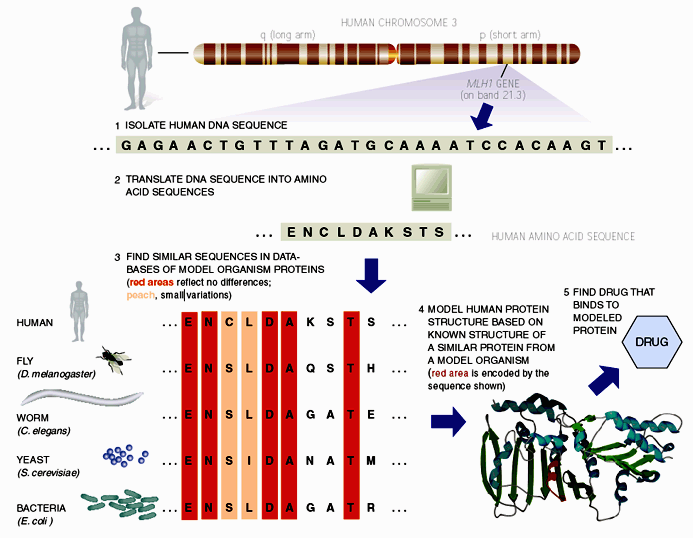 HUMAN CHROMOSOME 3
q (long arm)
p (short arm)
MLH1 GENE
(on band 21.3)
1 ISOLATE HUMAN DNA SEQUENCE
... G A G A A C T G T T T A G A T G C A A A A T C C A C A A G T ...
2 TRANSLATE DNA SEQUENCE INTO AMINO
ACID SEQUENCES
... E N C L D A K S T S ...
HUMAN AMINO ACID SEQUENCE
3 FIND SIMILAR SEQUENCES IN DATA-
BASES OF MODEL ORGANISM PROTEINS
(red areas reflect no differences;
peach, small variations)
HUMAN ... E N C L D A K S T S ...
FLY
(D. melanogaster)
... E N S L D A Q S T H ...
WORM
(C. elegans)
... E N S L D A G A T E ...
YEAST
(S. cerevisiae)
... E N S I D A N A T M ...
BACTERIA
(E. coli )
... E N S L D A G A T R ...
4 MODEL HUMAN PROTEIN
STRUCTURE BASED ON
KNOWN STRUCTURE OF
A SIMILAR PROTEIN FROM
A MODEL ORGANISM
(red area is encoded by the
sequence shown)
5 FIND DRUG THAT
BINDS TO
MODELED
PROTEIN
DRUG